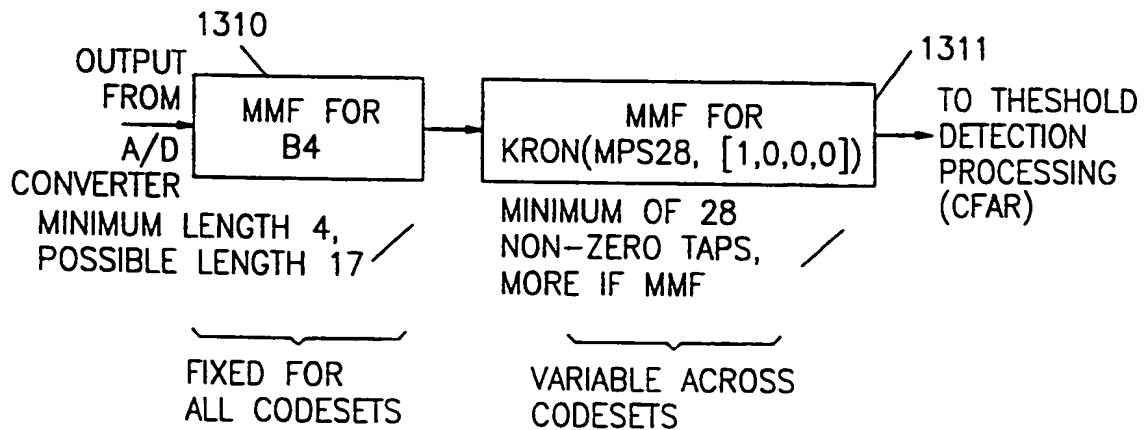 1310
OUTPUT
FROM
A/D
CONVERTER
MMF FOR
B4
1311
MMF FOR
KRON(MPS28, [1,0,0,0])
TO THESHOLD
DETECTION
PROCESSING
(CFAR)
MINIMUM LENGTH 4,
POSSIBLE LENGTH 17
MINIMUM OF 28
NON-ZERO TAPS,
MORE IF MMF
FIXED FOR
ALL CODESETS
VARIABLE ACROSS
CODESETS